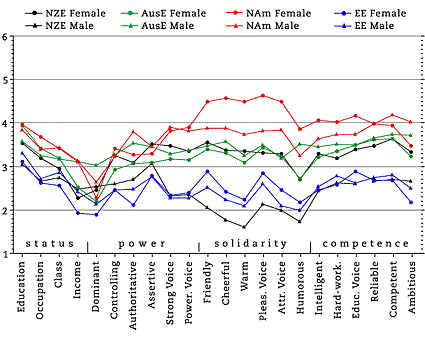 NZE Female AusE Female NAm Female EE Female
NZE Male AusE Male NAm Male EE Male
6
5
4
3
2
1
status power solidarity competence
Education
Occupation
Class
Income
Dominant
Controlling
Authoritative
Assertive
Strong Voice
Power. Voice
Friendly
Cheerful
Warm
Pleas. Voice
Attr. Voice
Humorous
Intelligent
Hard-work.
Educ. Voice
Reliable
Competent
Ambitious